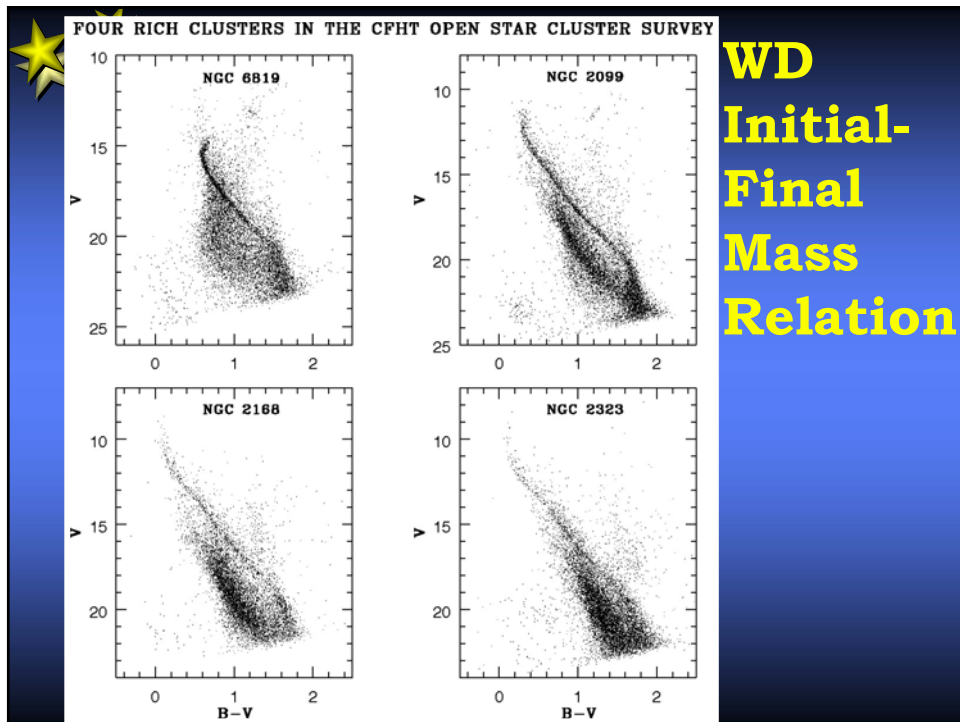 FOUR RICH CLUSTERS IN THE CFHT OPEN STAR CLUSTER SURVEY
WD
Initial-
Final
Mass
Relation
NGC 6819
10
15
20
25
V
0 1 2
NGC 2099
10
15
20
25
V
0 1 2
NGC 2168
10
15
20
V
0 1 2
B-V
NGC 2323
10
15
20
V
0 1 2
B-V